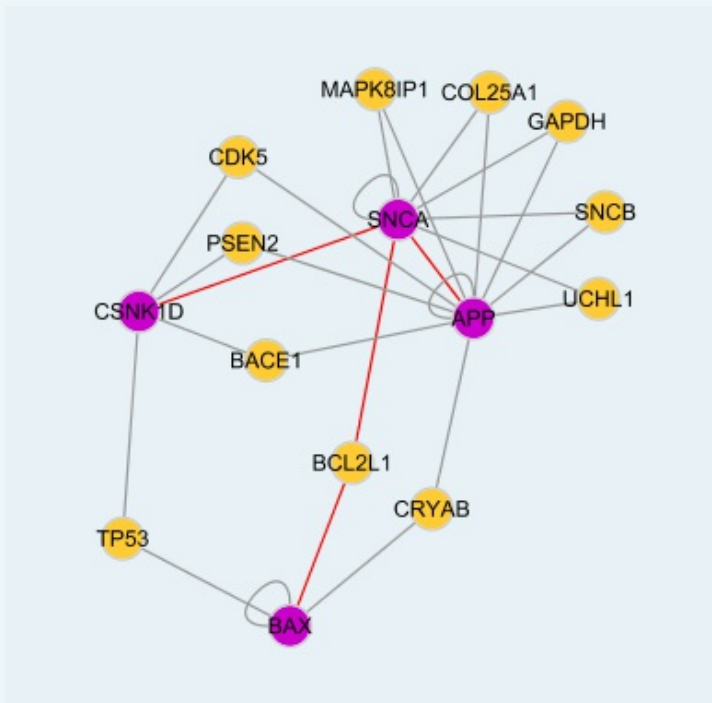 MAPK8IP1
COL25A1
GAPDH
CDK5
SNCA
SNCB
PSEN2
UCHL1
CSNK1D
APP
BACE1
BCL2L1
CRYAB
TP53
BAX